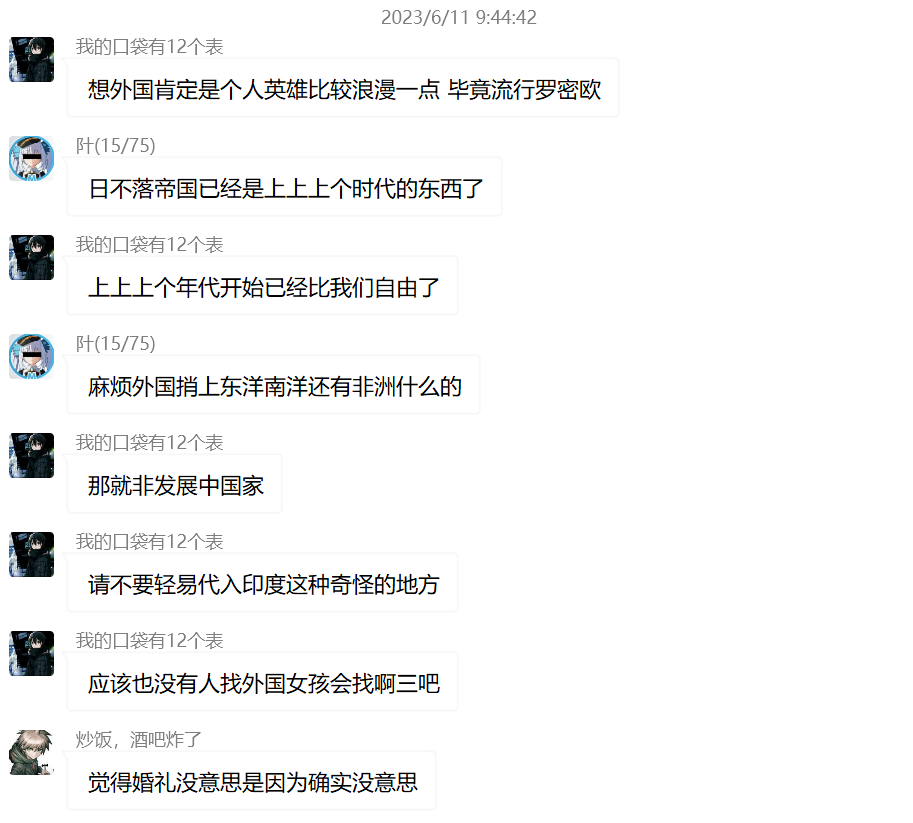 2023/6/11 9:44:42
我的口袋有12个表
想外国肯定是个人英雄比较浪漫一点 毕竟流行罗密欧
阡(15/75)
日不落帝国已经是上上上个时代的东西了
我的口袋有12个表
上上上个年代开始已经比我们自由了
阡(15/75)
麻烦外国捎上东洋南洋还有非洲什么的
我的口袋有12个表
那就非发展中国家
我的口袋有12个表
请不要轻易代入印度这种奇怪的地方
我的口袋有12个表
应该也没有人找外国女孩会找啊三吧
炒饭，酒吧炸了
觉得婚礼没意思是因为确实没意思